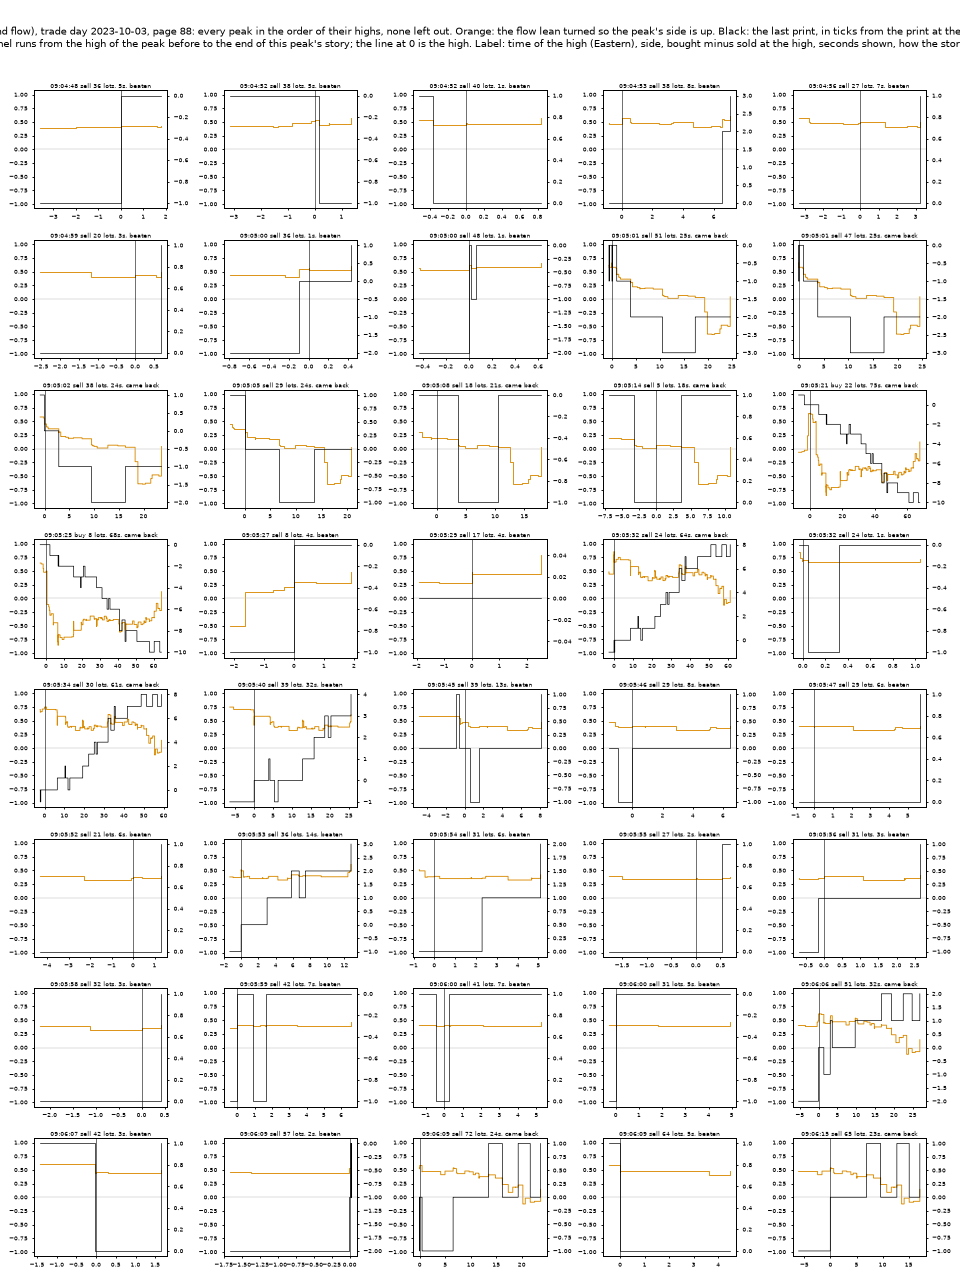 nd flow), trade day 2023-10-03, page 88: every peak in the order of their highs, none left out. Orange: the flow lean turned so the peak's side is up. Black: the last print, in ticks from the print at the
nel runs from the high of the peak before to the end of this peak's story; the line at 0 is the high. Label: time of the high (Eastern), side, bought minus sold at the high, seconds shown, how the stor
09:04:48 sell 36 lots. 5s. beaten
09:04:52 sell 38 lots. 5s. beaten
09:04:52 sell 40 lots. 1s. beaten
09:04:53 sell 38 lots. 8s. beaten
09:04:56 sell 27 lots. 7s. beaten
09:04:59 sell 20 lots. 3s. beaten
09:05:00 sell 36 lots. 1s. beaten
09:05:00 sell 48 lots. 1s. beaten
09:05:01 sell 51 lots. 25s. came back
09:05:01 sell 47 lots. 25s. came back
09:05:02 sell 38 lots. 24s. came back
09:05:05 sell 29 lots. 24s. came back
09:05:08 sell 18 lots. 21s. came back
09:05:14 sell 5 lots. 18s. came back
09:05:21 buy 22 lots. 75s. came back
09:05:25 buy 8 lots. 68s. came back
09:05:27 sell 8 lots. 4s. beaten
09:05:29 sell 17 lots. 4s. beaten
09:05:32 sell 24 lots. 64s. came back
09:05:32 sell 24 lots. 1s. beaten
09:05:34 sell 30 lots. 61s. came back
09:05:40 sell 39 lots. 32s. beaten
09:05:45 sell 39 lots. 13s. beaten
09:05:46 sell 29 lots. 8s. beaten
09:05:47 sell 29 lots. 6s. beaten
09:05:52 sell 21 lots. 6s. beaten
09:05:53 sell 36 lots. 14s. beaten
09:05:54 sell 31 lots. 6s. beaten
09:05:55 sell 27 lots. 2s. beaten
09:05:56 sell 31 lots. 3s. beaten
09:05:58 sell 32 lots. 3s. beaten
09:05:59 sell 42 lots. 7s. beaten
09:06:00 sell 41 lots. 7s. beaten
09:06:00 sell 31 lots. 5s. beaten
09:06:06 sell 51 lots. 32s. came back
09:06:07 sell 42 lots. 3s. beaten
09:06:09 sell 57 lots. 2s. beaten
09:06:09 sell 72 lots. 24s. came back
09:06:09 sell 64 lots. 5s. beaten
09:06:15 sell 65 lots. 23s. came back